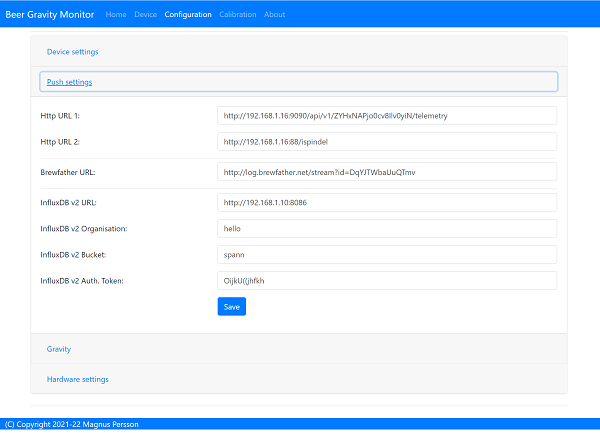 Beer Gravity Monitor Home Device Configuration Calibration About
Device settings
Push settings
Http URL 1: http://192.168.1.16:9090/api/v1/ZYHxNAPjo0cv8llv0yiN/telemetry
Http URL 2: http://192.168.1.16:88/ispindel
Brewfather URL: http://log.brewfather.net/stream?id=DqYJTWbaUuQTmv
InfluxDB v2 URL: http://192.168.1.10:8086
InfluxDB v2 Organisation: hello
InfluxDB v2 Bucket: spann
InfluxDB v2 Auth. Token: OijkU((jhfkh
Save
Gravity
Hardware settings
(C) Copyright 2021-22 Magnus Persson